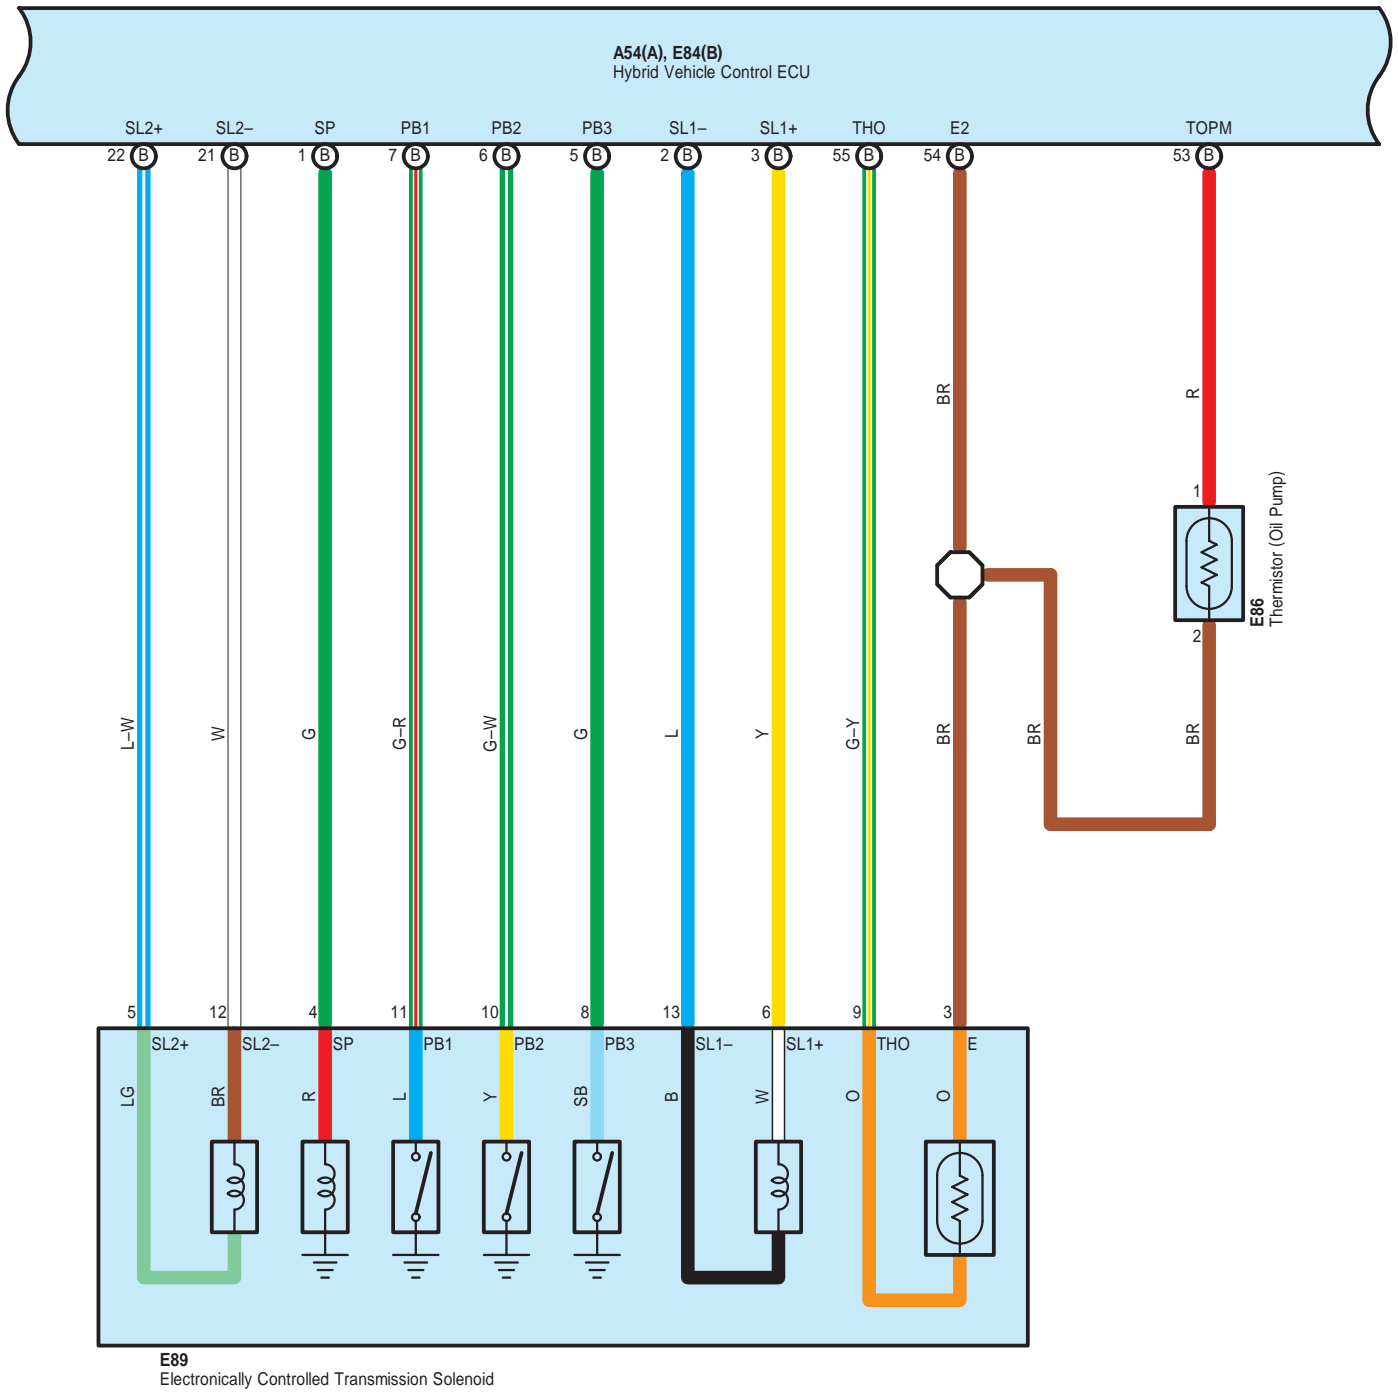 A54(A), E84(B)
Hybrid Vehicle Control ECU
SL2+ SL2– SP PB1 PB2 PB3 SL1– SL1+ THO E2 TOPM
22 B 21 B 1 B 7 B 6 B 5 B 2 B 3 B 55 B 54 B 53 B
BR R
1
Thermistor (Oil Pump)
E86
2
L–W W G G–R G–W G L Y G–Y BR BR BR
5 12 4 11 10 8 13 6 9 3
SL2+ SL2– SP PB1 PB2 PB3 SL1– SL1+ THO E
LG BR R L Y SB B W O O
E89
Electronically Controlled Transmission Solenoid